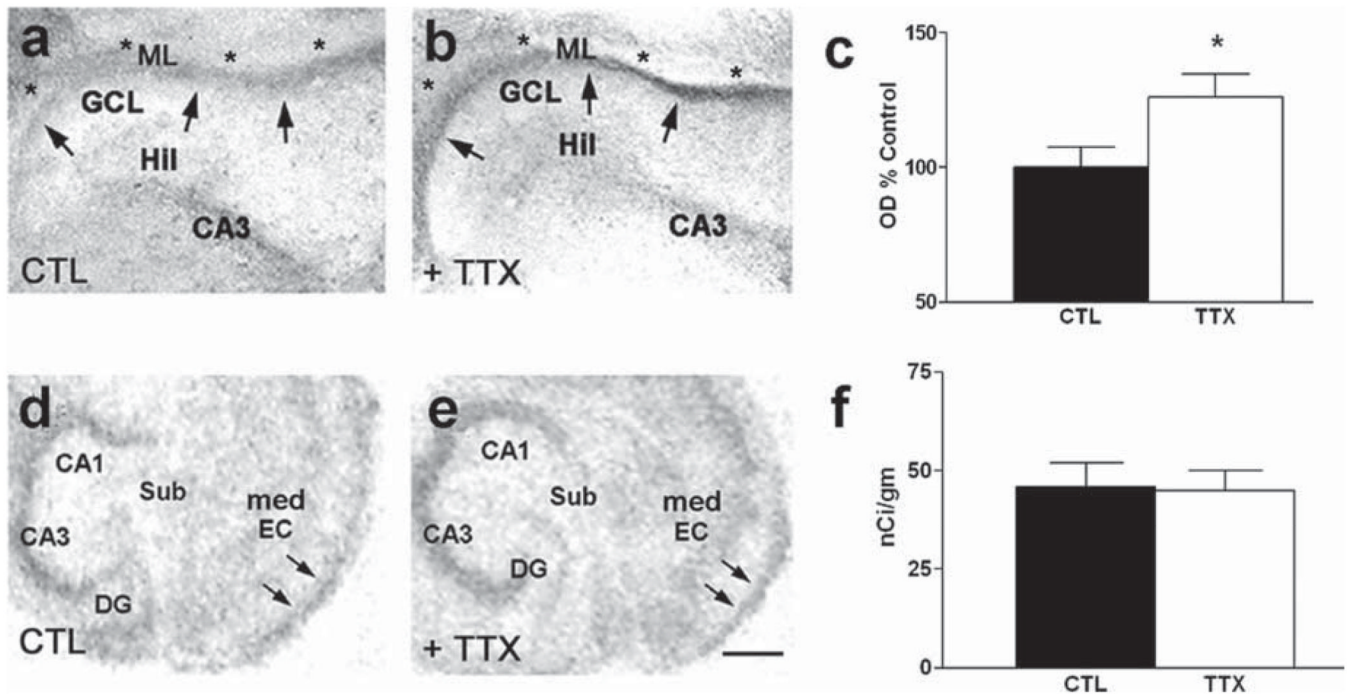 a
* * * *
ML
GCL
Hil
CA3
CTL
b
* * * *
ML
GCL
Hil
CA3
+ TTX
c
OD % Control
150
100
50
*
CTL TTX
d
CA1
Sub
med
EC
CA3
DG
CTL
e
CA1
Sub
med
EC
CA3
DG
+ TTX
f
nCi/gm
75
50
25
0
CTL TTX